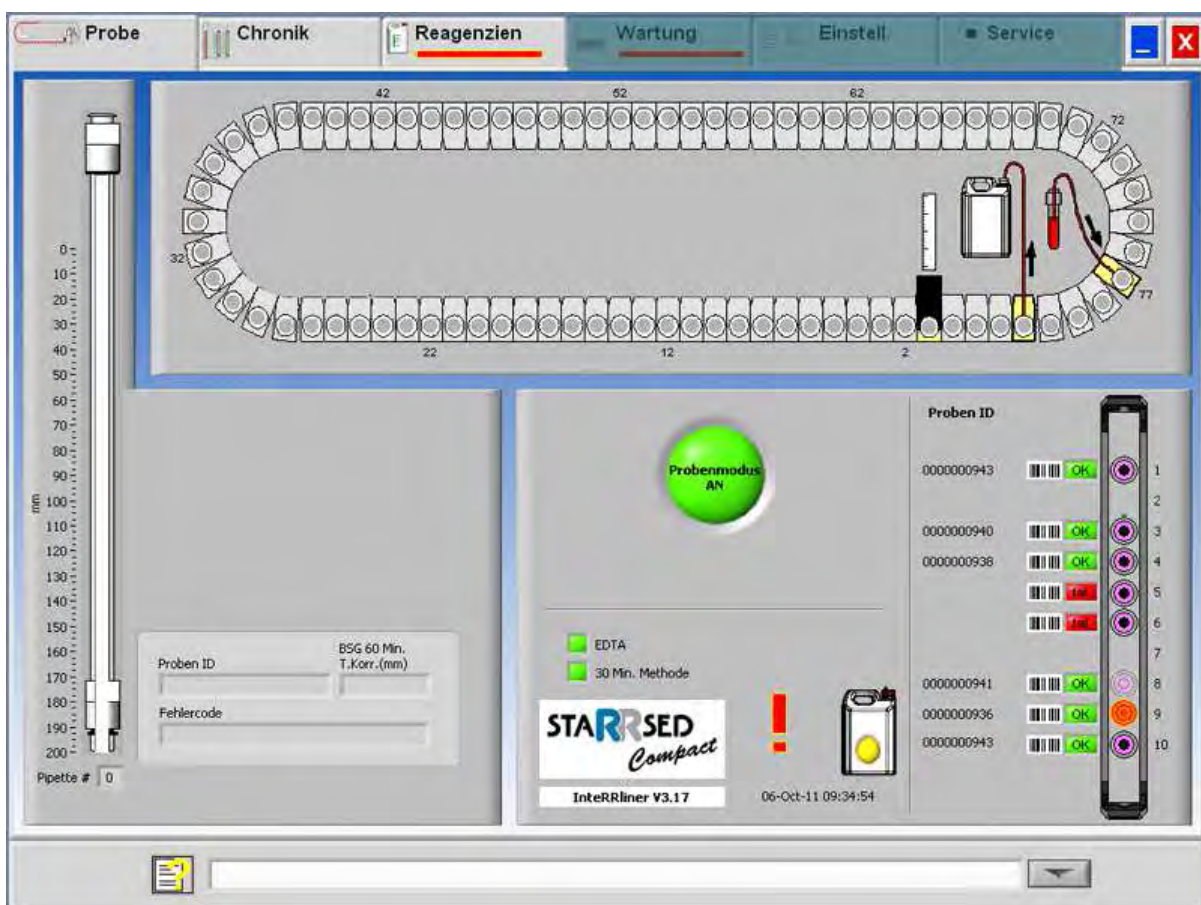 Probe
Chronik
Reagenzien
Wartung
Einstell
Service
42
52
62
72
32
77
22
12
2
0
10
20
30
40
50
60
70
80
90
mm
100
110
120
130
140
150
160
170
180
190
200
Pipette # 0
Proben ID
BSG 60 Min.
T.Korr.(mm)
Fehlercode
Probenmodus
AN
EDTA
30 Min. Methode
STARRSED
Compact
InteRRliner V3.17
06-Oct-11 09:34:54
Proben ID
0000000943 OK 1
2
0000000940 OK 3
0000000938 OK 4
5
6
7
0000000941 OK 8
0000000936 OK 9
0000000943 OK 10